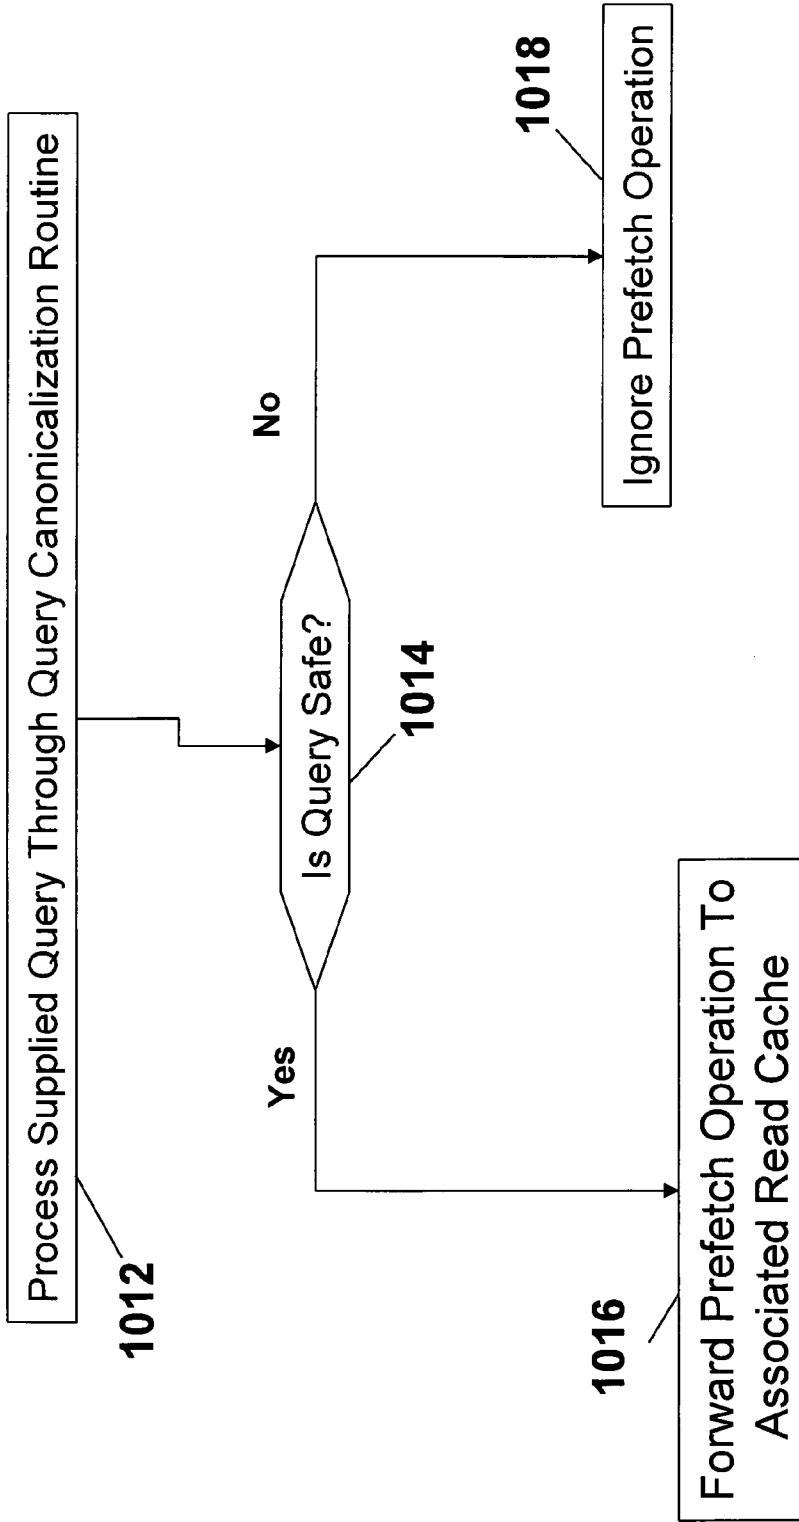 Process Supplied Query Through Query Canonicalization Routine
1012
Is Query Safe?
1014
Yes
No
1016
Forward Prefetch Operation To
Associated Read Cache
1018
Ignore Prefetch Operation